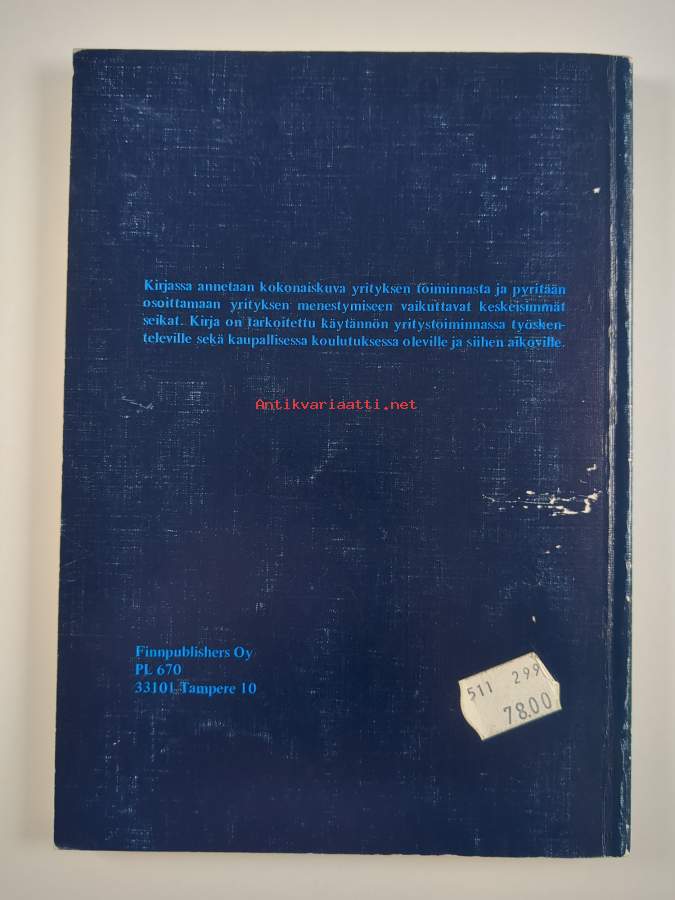 Kirjassa annetaan kokonaiskuva yrityksen toiminnasta ja pyritään
osoittamaan yrityksen menestymiseen vaikuttavat keskeisimmät
seikat. Kirja on tarkoitettu käytännön yritystoiminnassa työsken-
televille sekä kaupallisessa koulutuksessa oleville ja siihen aikoville.
Antikvariaatti.net
Finnpublishers Oy
PL 670
33101 Tampere 10
511 299
78.00